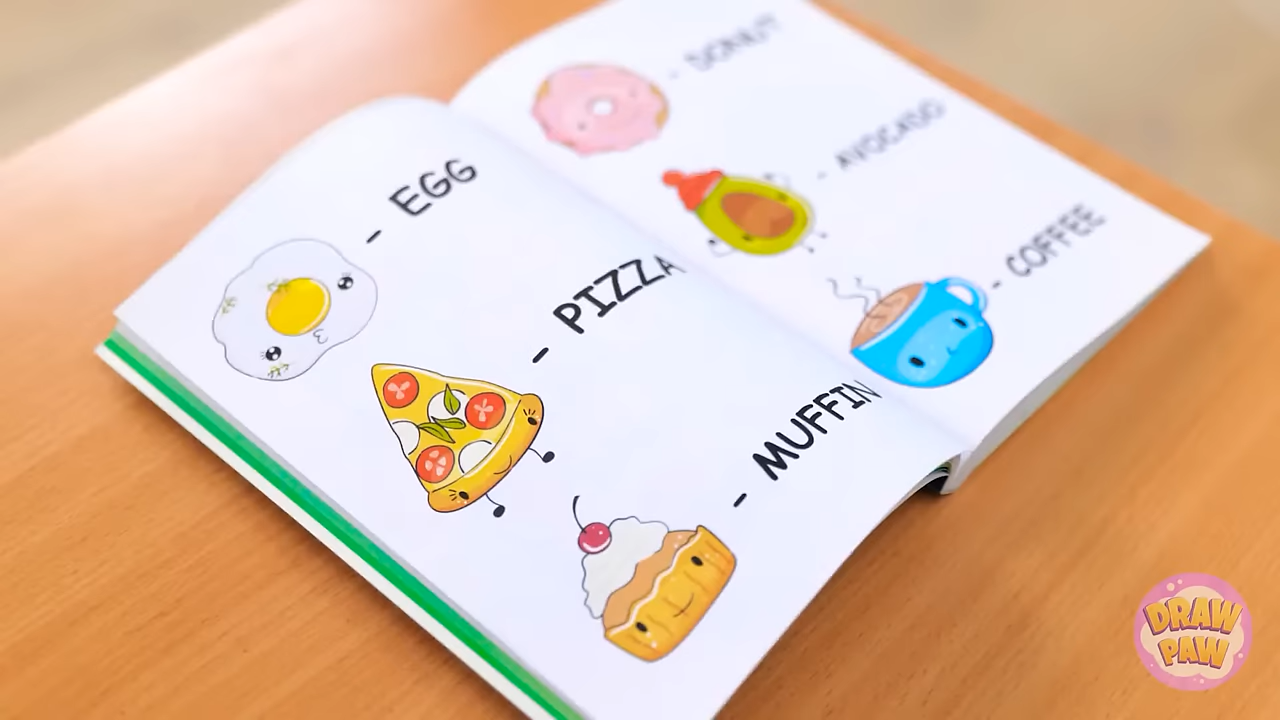 - EGG
- PIZZA
- MUFFIN
- DONUT
- AVOCADO
- COFFEE
DRAW
PAW